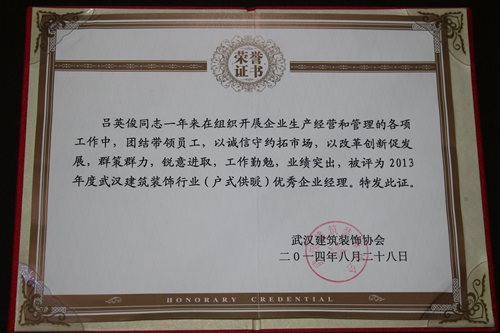 荣誉
证书
吕英俊同志一年来在组织开展企业生产经营和管理的各项
工作中，团结带领员工，以诚信守约拓市场，以改革创新促发
展，群策群力，锐意进取，工作勤勉，业绩突出，被评为2013
年度武汉建筑装饰行业（户式供暖）优秀企业经理。特发此证。
武汉建筑装饰协会
二〇一四年八月二十八日
HONORARY CREDENTIAL